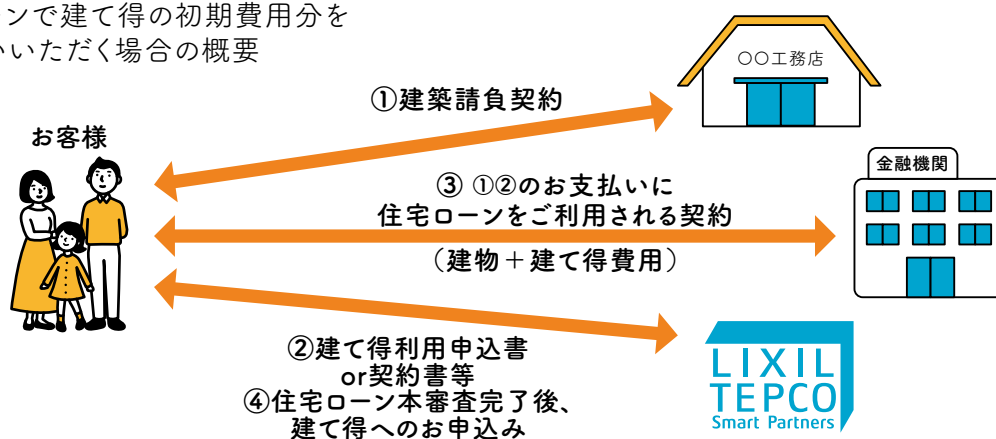 ンで建て得の初期費用分を
いただく場合の概要
〇〇工務店
①建築請負契約
お客様
金融機関
③ ①②のお支払いに
住宅ローンをご利用される契約
（建物＋建て得費用）
②建て得利用申込書
or契約書等
④住宅ローン本審査完了後、
建て得へのお申込み
LIXIL
TEPCO
Smart Partners